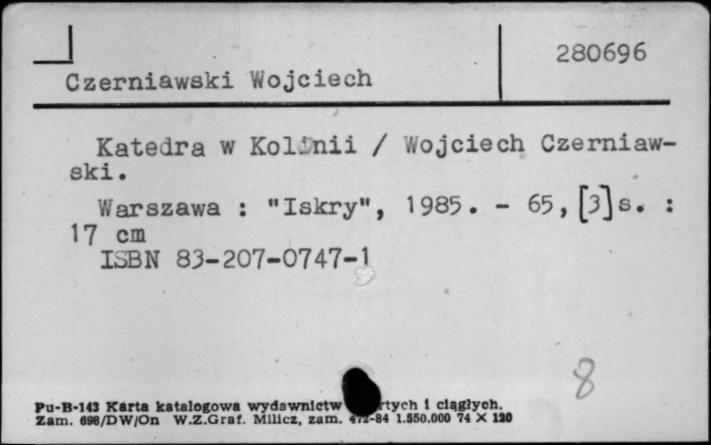 280696
Czerniawski Wojciech
Katedra w Kolonii / Wojciech Czerniaw-
ski.
Warszawa : "Iskry", 1985. - 65,[3]s. :
17 cm
ISBN 83-207-0747-1
8
Pu-B-143 Karta katalogowa wydawnictw rtych i ciągłych.
Zam. 698/DW/On W.Z.Graf. Milicz, zam. 472-84 1.550.000 74 X 120